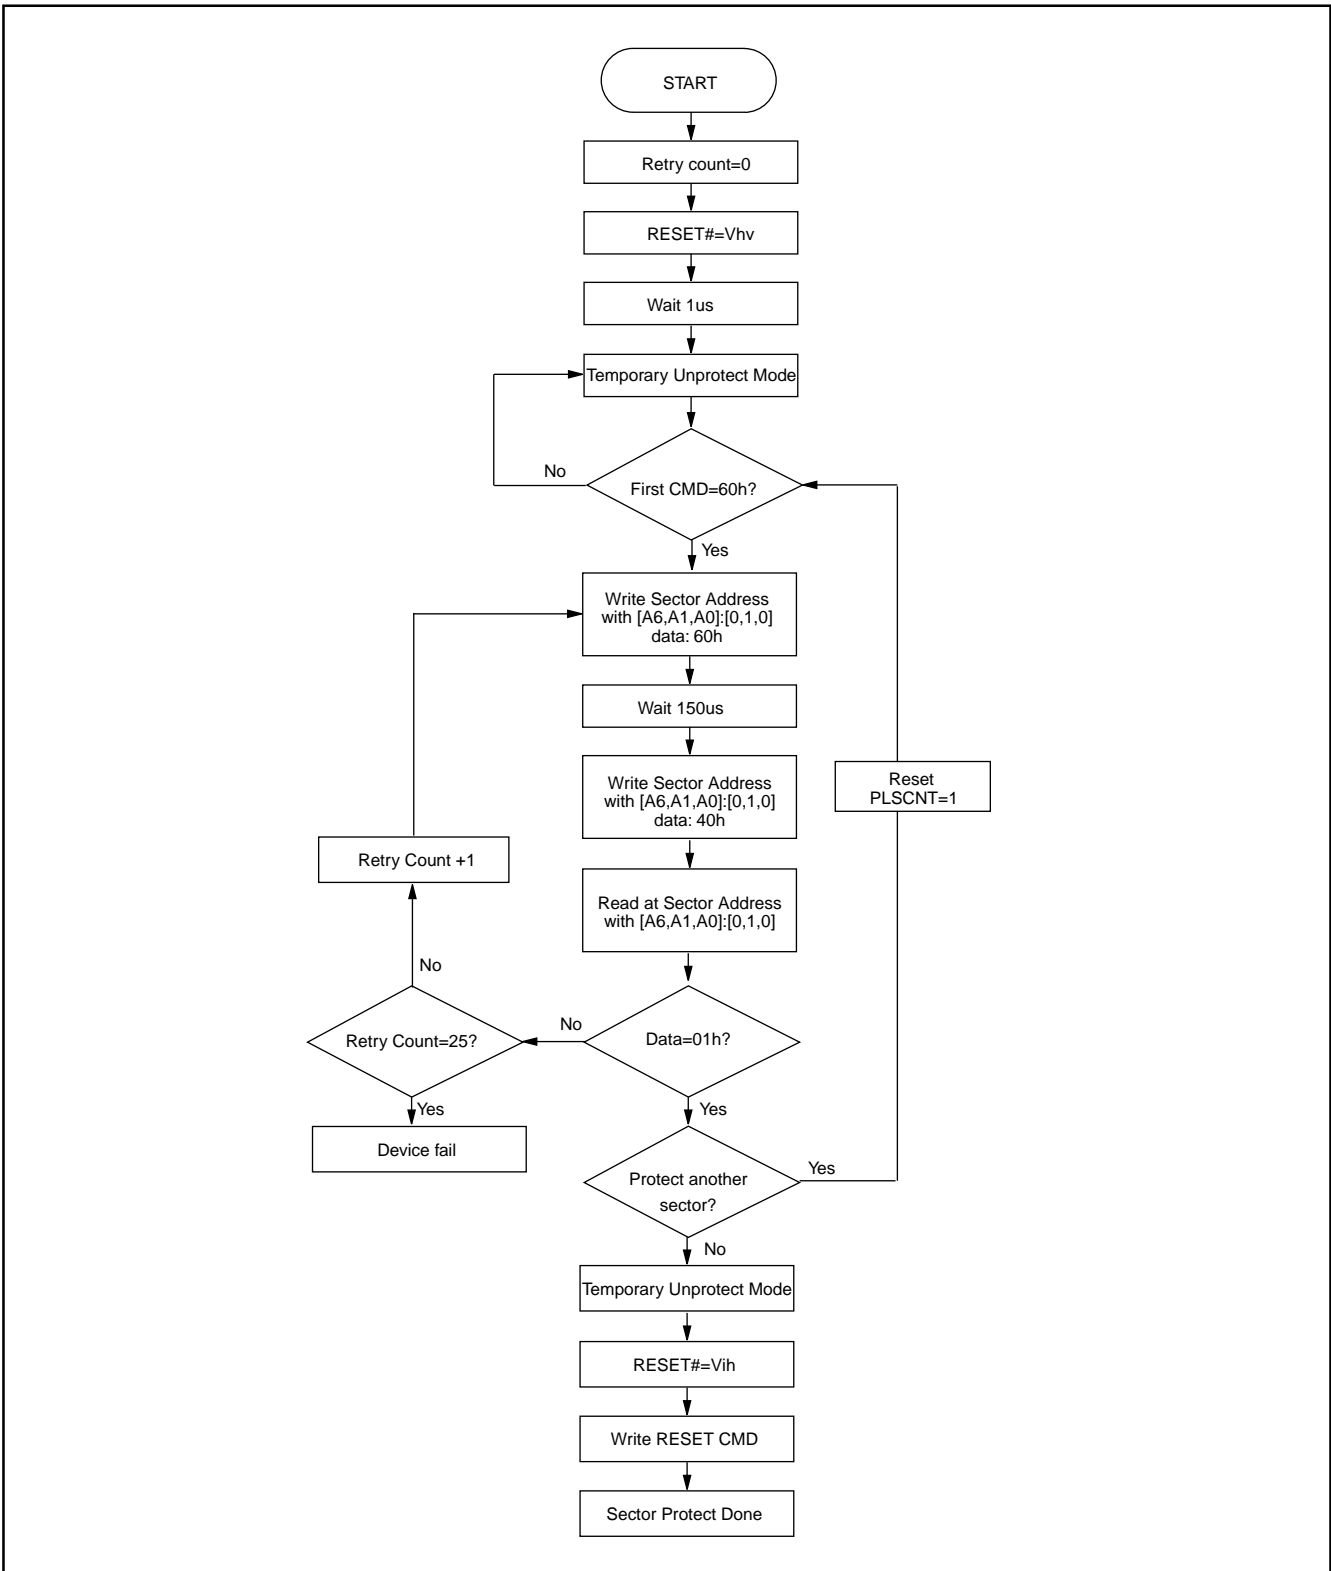 START
Retry count=0
RESET#=Vhv
Wait 1us
Temporary Unprotect Mode
No
First CMD=60h?
Yes
Write Sector Address
with [A6,A1,A0]:[0,1,0]
data: 60h
Wait 150us
Write Sector Address
with [A6,A1,A0]:[0,1,0]
data: 40h
Reset
PLSCNT=1
Retry Count +1
Read at Sector Address
with [A6,A1,A0]:[0,1,0]
No
No
Retry Count=25?
Data=01h?
Yes
Yes
Device fail
Protect another
sector?
Yes
No
Temporary Unprotect Mode
RESET#=Vih
Write RESET CMD
Sector Protect Done